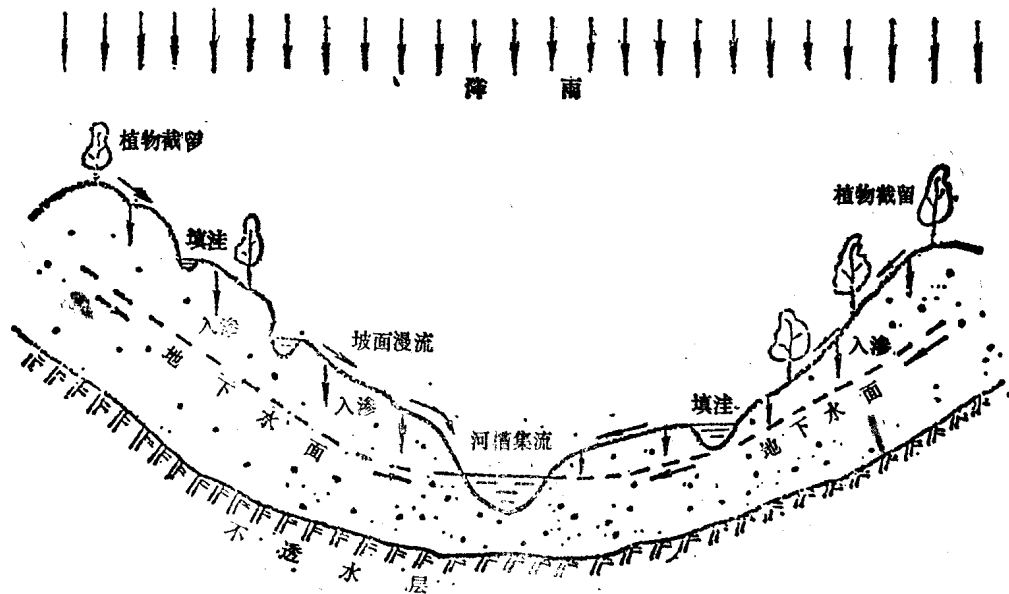 降 雨
植物截留
植物截留
填洼
入渗
坡面漫流
入渗
入渗
填洼
河槽集流
地下水面
地下水面
不透水层